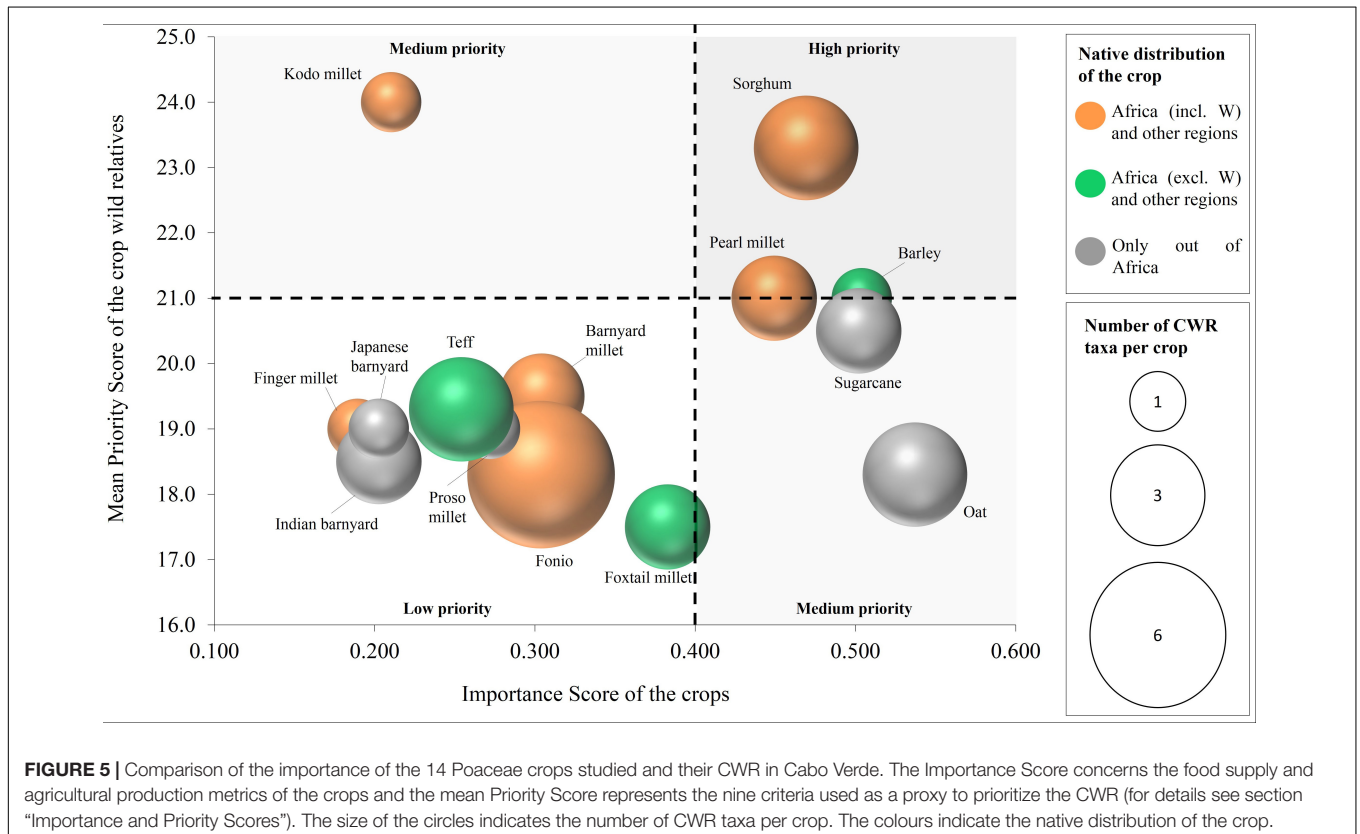 25.0
24.0
23.0
22.0
21.0
20.0
19.0
18.0
17.0
16.0
Mean Priority Score of the crop wild relatives
Medium priority
High priority
Kodo millet
Sorghum
Pearl millet
Barley
Sugarcane
Oat
Barnyard
millet
Teff
Japanese
barnyard
Finger millet
Indian barnyard
Proso
millet
Fonio
Foxtail millet
Low priority
Medium priority
0.100
0.200
0.300
0.400
0.500
0.600
Importance Score of the crops
Native distribution
of the crop
Africa (incl. W)
and other regions
Africa (excl. W)
and other regions
Only out of
Africa
Number of CWR
taxa per crop
1
3
6
FIGURE 5 | Comparison of the importance of the 14 Poaceae crops studied and their CWR in Cabo Verde. The Importance Score concerns the food supply and
agricultural production metrics of the crops and the mean Priority Score represents the nine criteria used as a proxy to prioritize the CWR (for details see section
“Importance and Priority Scores”). The size of the circles indicates the number of CWR taxa per crop. The colours indicate the native distribution of the crop.